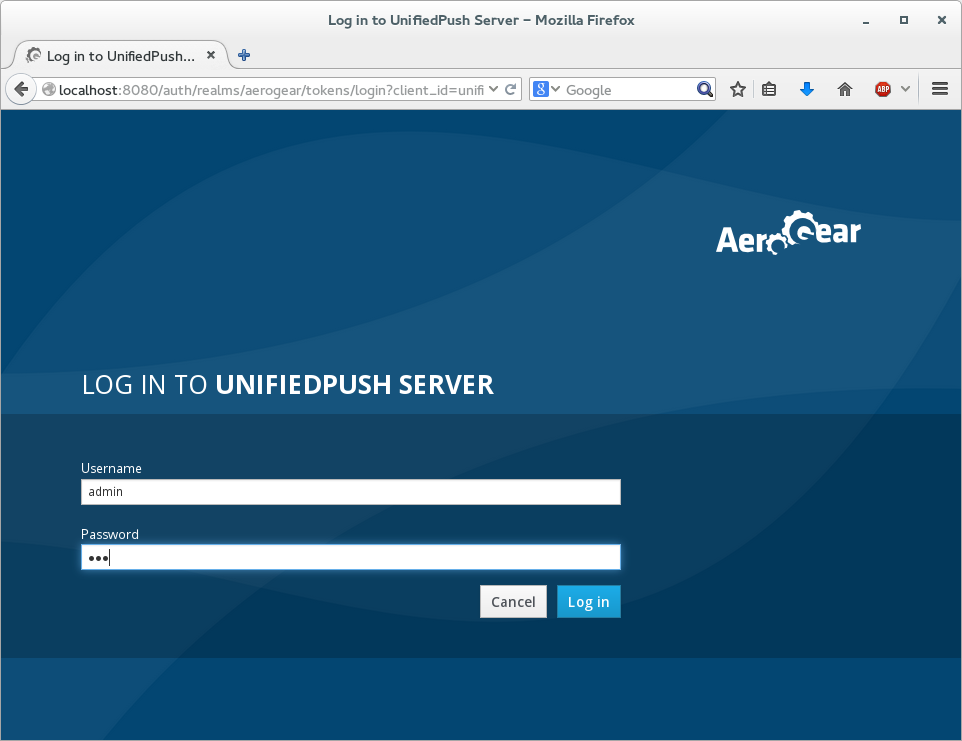 Log in to UnifiedPush Server – Mozilla Firefox
Log in to UnifiedPush...
localhost:8080/auth/realms/aerogear/tokens/login?client_id=unifi
8 Google
ABP
AeroGear
LOG IN TO UNIFIEDPUSH SERVER
Username
admin
Password
•••
Cancel Log in